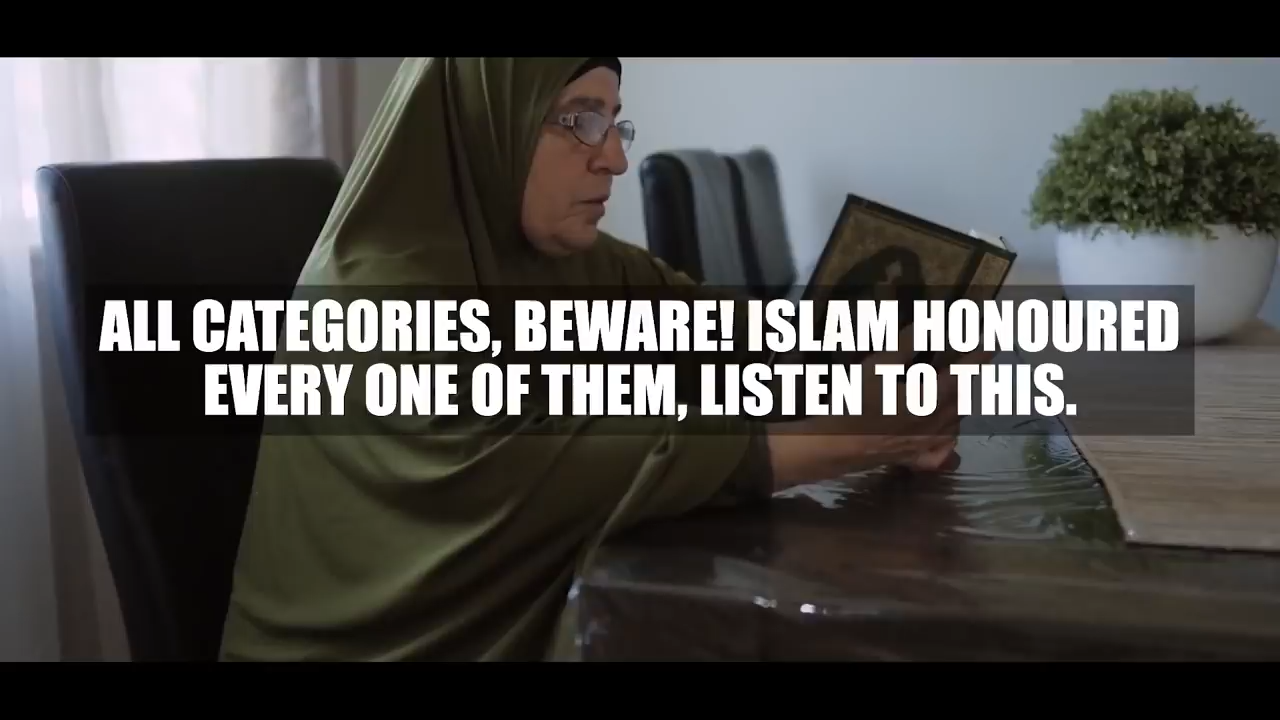 ALL CATEGORIES, BEWARE! ISLAM HONOURED
EVERY ONE OF THEM, LISTEN TO THIS.